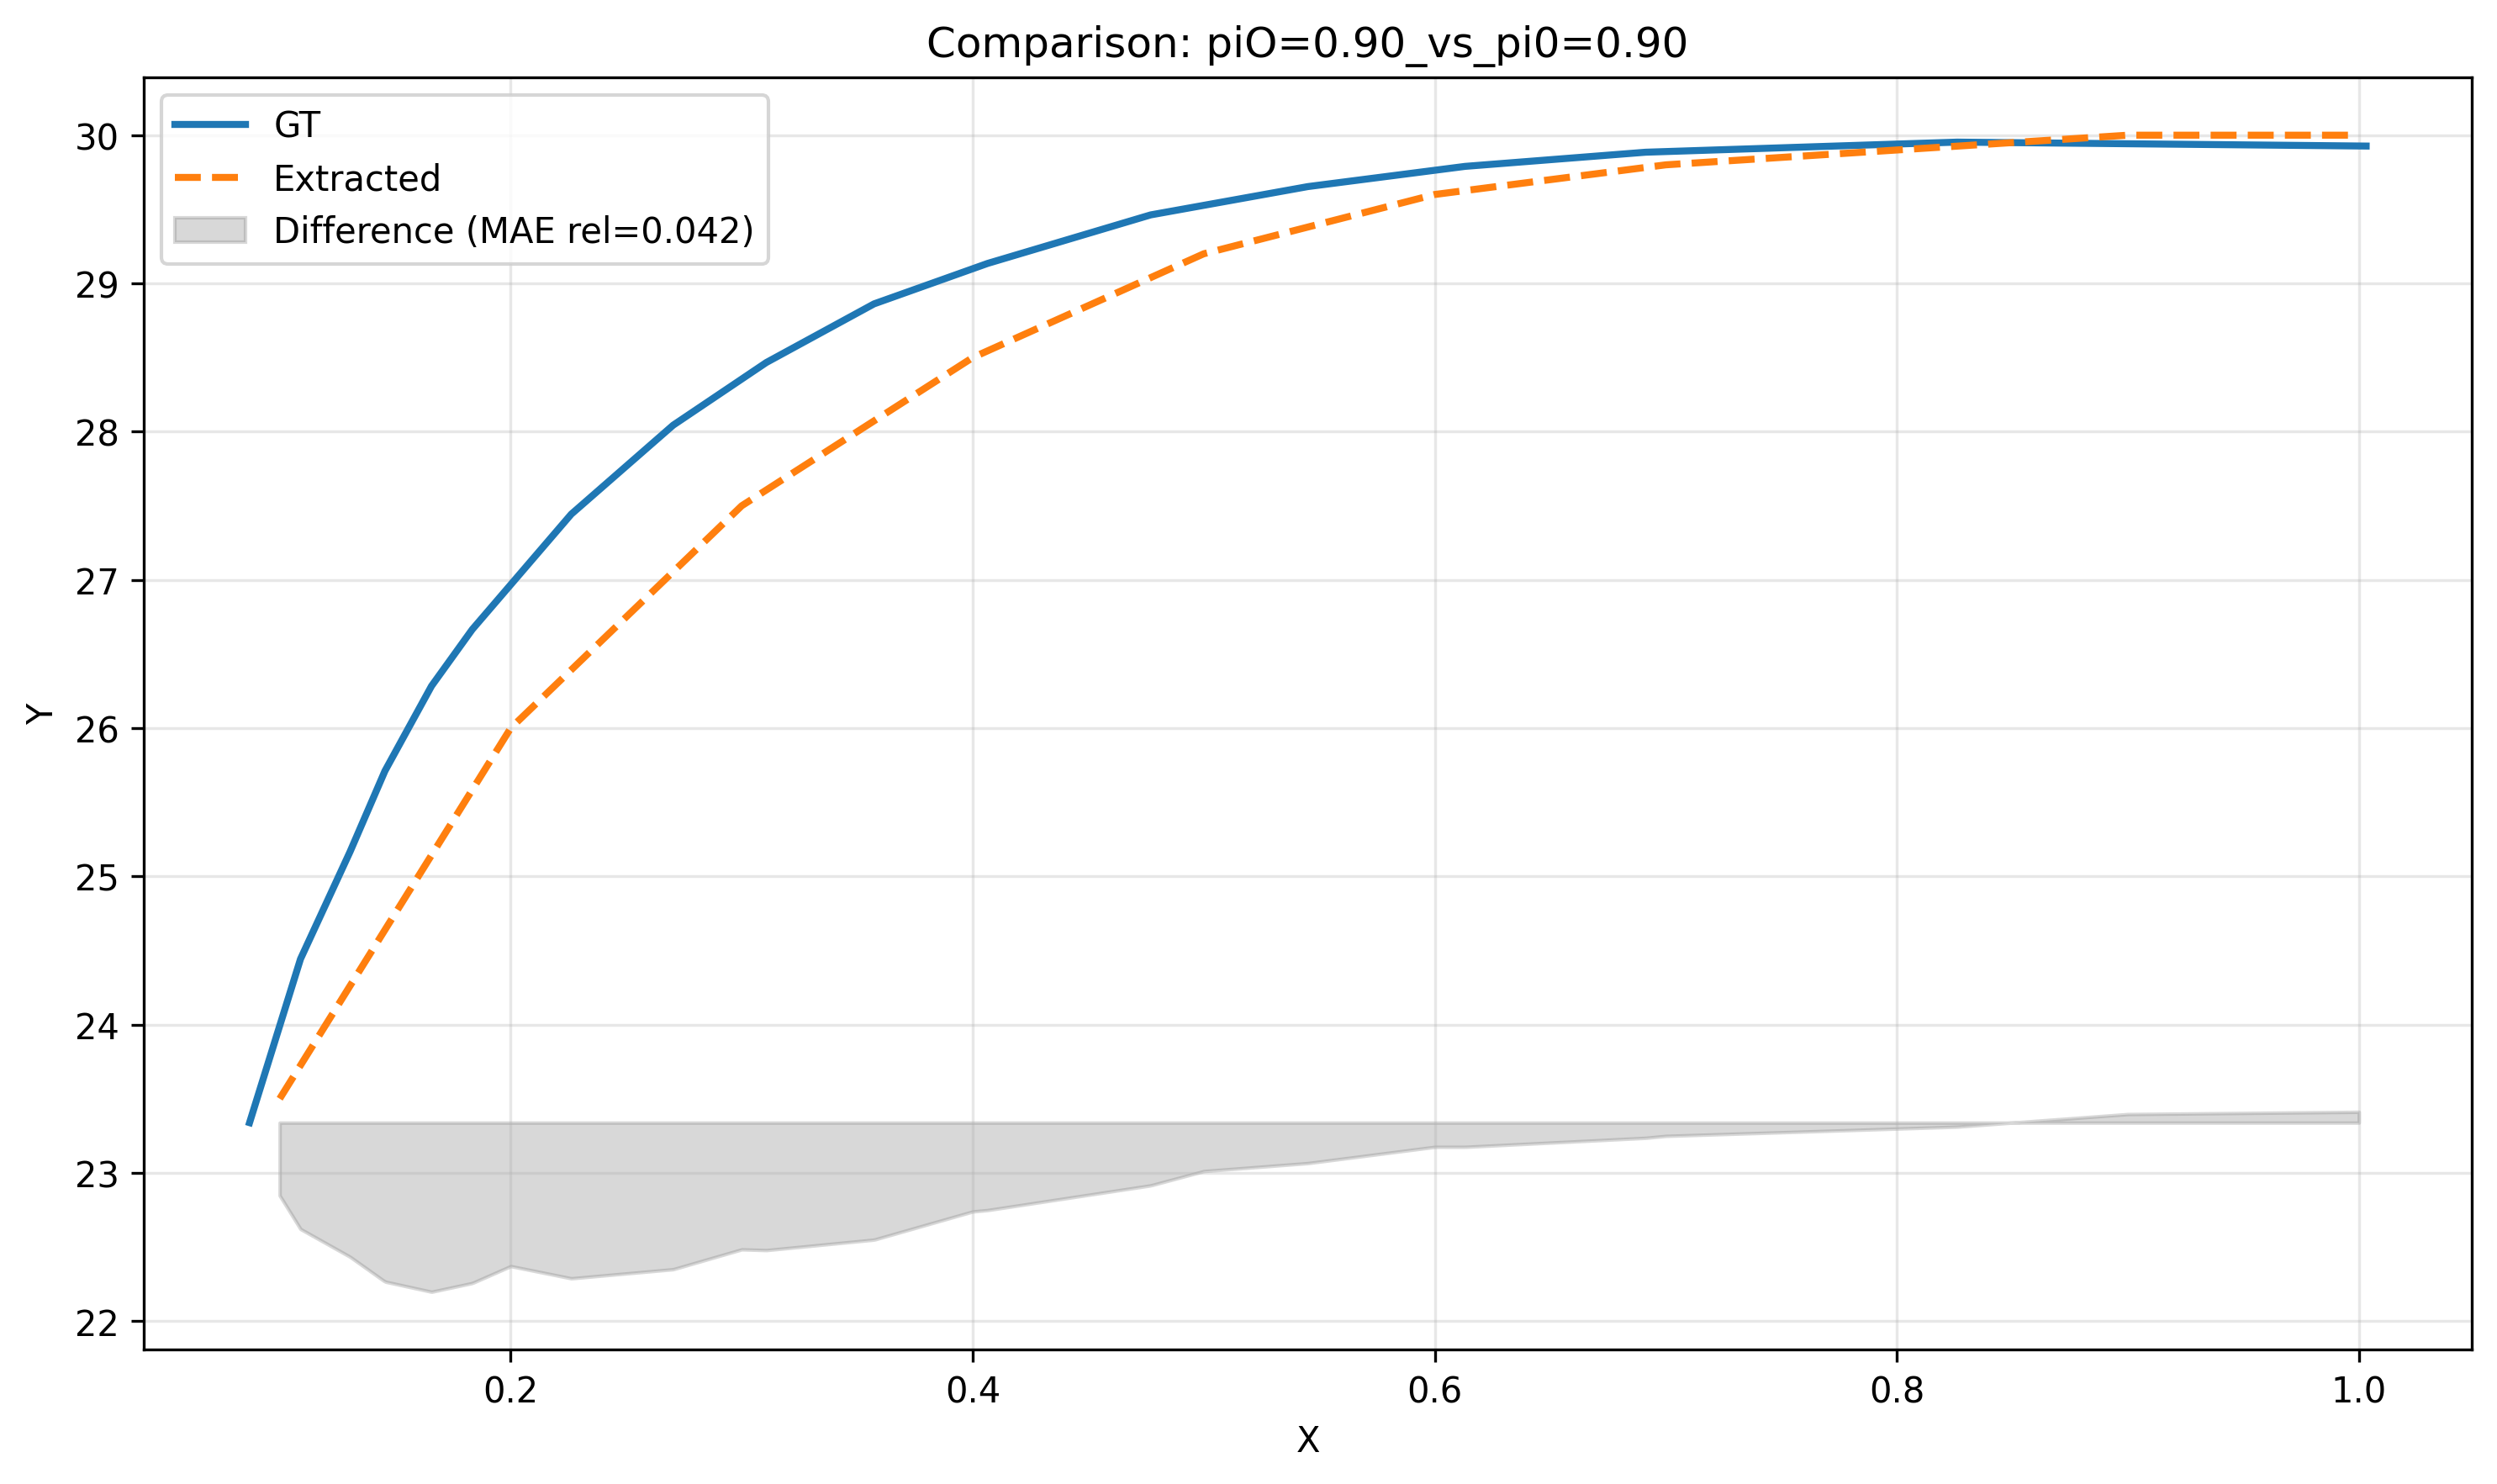 Comparison: piO=0.90_vs_pi0=0.90
GT
Extracted
Difference (MAE rel=0.042)
30
29
28
27
26
25
24
23
22
Y
0.2 0.4 0.6 0.8 1.0
X